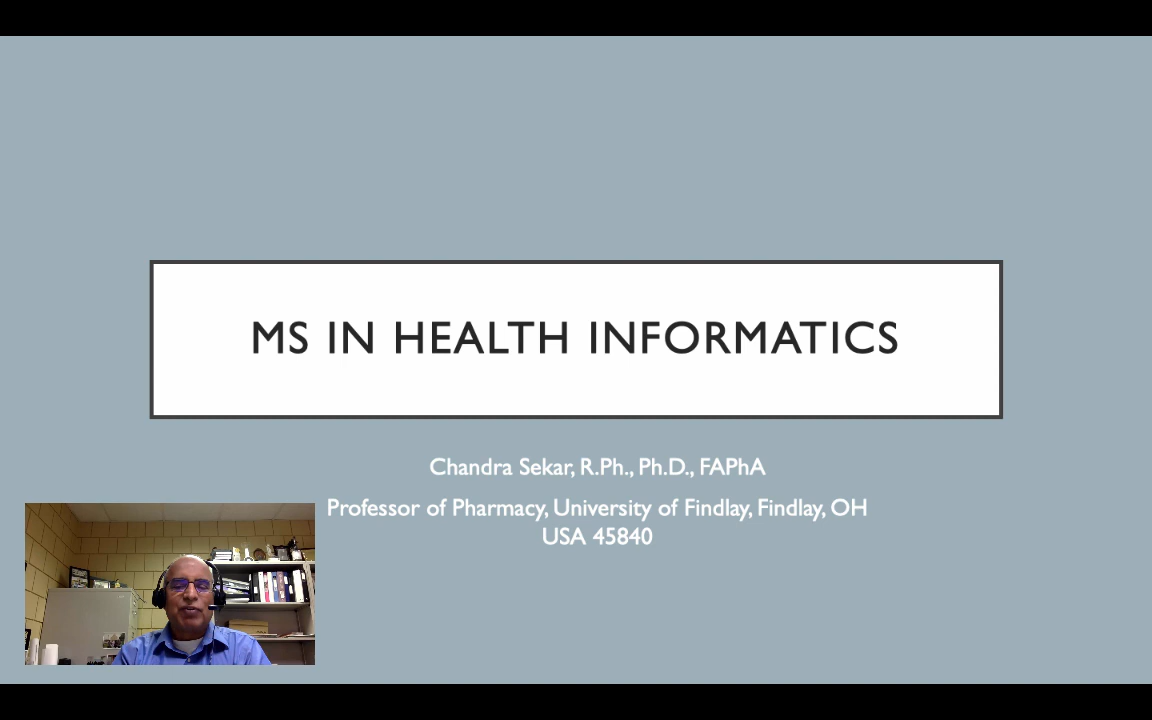 MS IN HEALTH INFORMATICS
Chandra Sekar, R.Ph., Ph.D., FAPhA
Professor of Pharmacy, University of Findlay, Findlay, OH
USA 45840